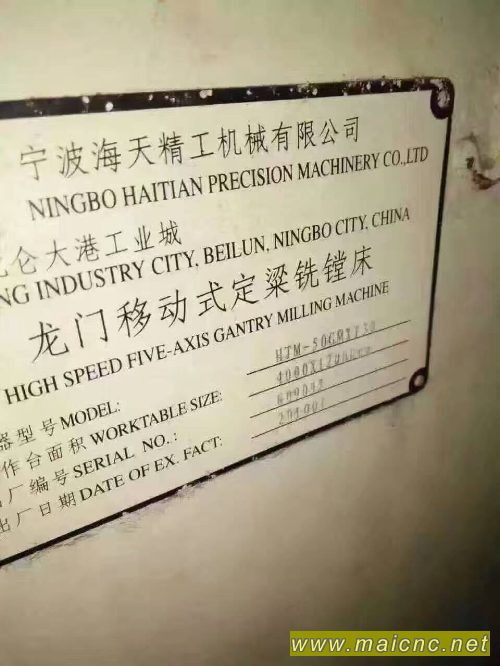 宁波海天精工机械有限公司
NINGBO HAITIAN PRECISION MACHINERY CO.,LTD
仑大港工业城
NG INDUSTRY CITY, BEILUN, NINGBO CITY, CHINA
龙门移动式定梁铣镗床
HIGH SPEED FIVE-AXIS GANTRY MILLING MACHINE
器型号 MODEL:
作台面积 WORKTABLE SIZE: 4000X1700mm
厂编号 SERIAL NO.:
出厂日期 DATE OF EX. FACT:
www.maicnc.net